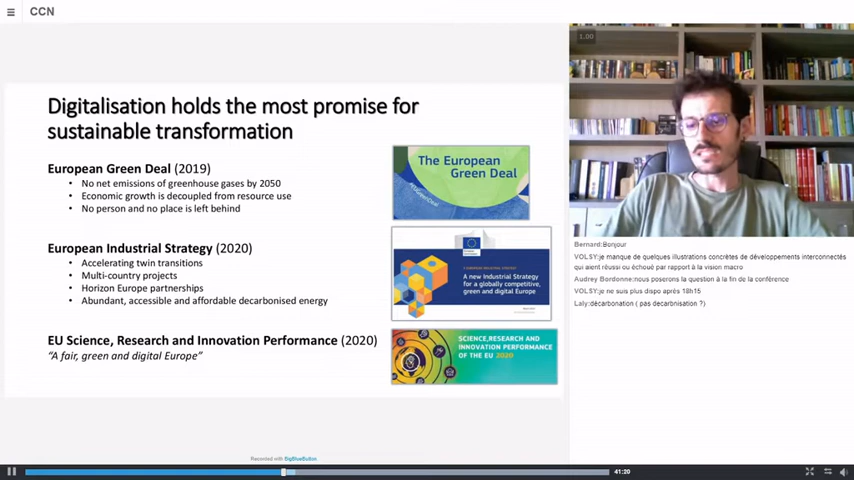 CCN
Digitalisation holds the most promise for
sustainable transformation
European Green Deal (2019)
• No net emissions of greenhouse gases by 2050
• Economic growth is decoupled from resource use
• No person and no place is left behind
The European
Green Deal
#EUGreenDeal
European Industrial Strategy (2020)
• Accelerating twin transitions
• Multi-country projects
• Horizon Europe partnerships
• Abundant, accessible and affordable decarbonised energy
A new Industrial Strategy
for a globally competitive,
green and digital Europe
EU Science, Research and Innovation Performance (2020)
"A fair, green and digital Europe"
SCIENCE, RESEARCH AND
INNOVATION PERFORMANCE
OF THE EU 2020
1.00
Bernard:Bonjour
VOLSY:je manque de quelques illustrations concrètes de développements interconnectés
qui aient réussi ou échoué par rapport à la vision macro
Audrey Bordonne:nous poserons la question à la fin de la conférence
VOLSY:je ne suis plus dispo après 18h15
Laly:décarbonation ( pas decarbnisation ?)
Recorded with BigBlueButton
41:20